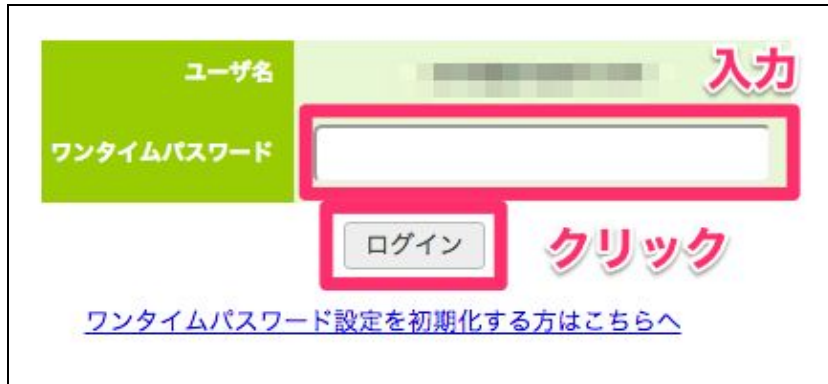 ユーザ名
入力
ワンタイムパスワード
ログイン
クリック
ワンタイムパスワード設定を初期化する方はこちらへ